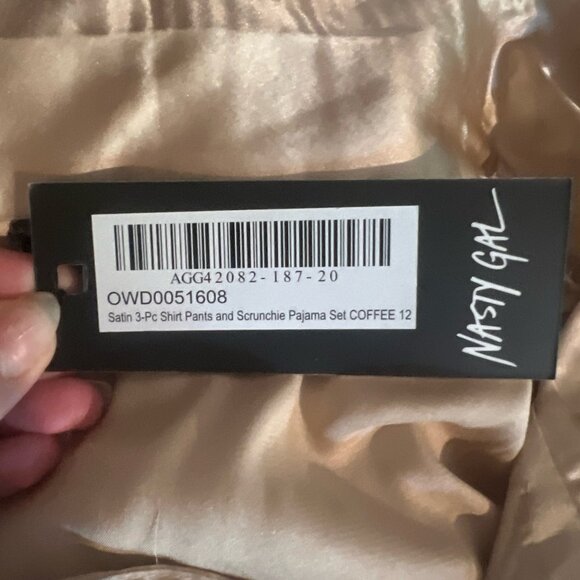 AGG42082-187-20
OWD0051608
Satin 3-Pc Shirt Pants and Scrunchie Pajama Set COFFEE 12
NASTY GAL